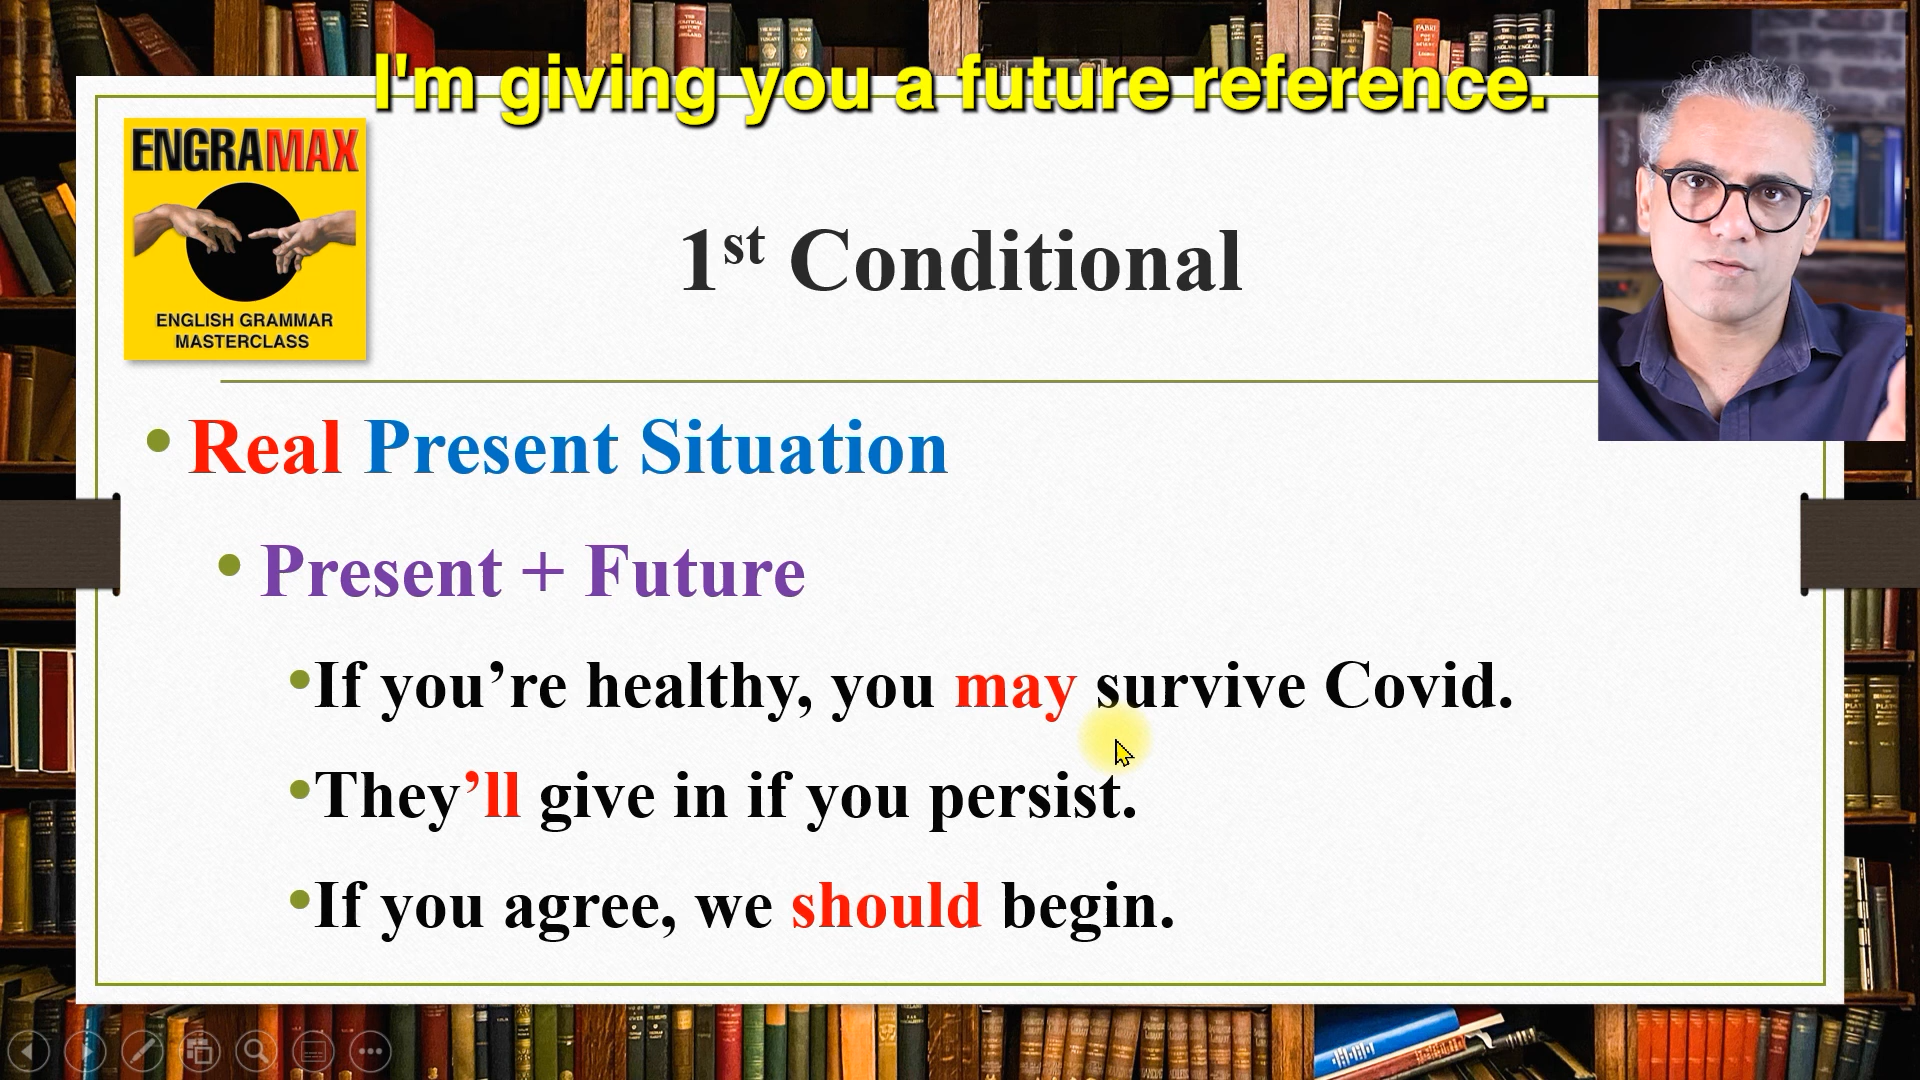 I'm giving you a future reference.
ENGRAMAX
ENGLISH GRAMMAR
MASTERCLASS
1st Conditional
• Real Present Situation
• Present + Future
•If you’re healthy, you may survive Covid.
•They’ll give in if you persist.
•If you agree, we should begin.